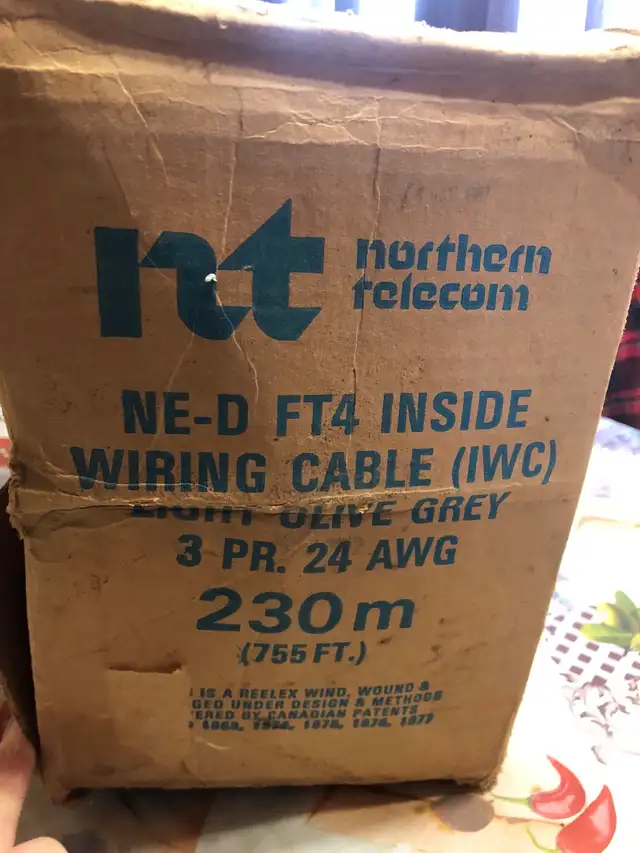 nt
northern
telecom
NE-D FT4 INSIDE
WIRING CABLE (IWC)
LIGHT OLIVE GREY
3 PR. 24 AWG
230m
(755 FT.)
IS A REELEX WIND, WOUND &
GED UNDER DESIGN & METHODS
ERED BY CANADIAN PATENTS